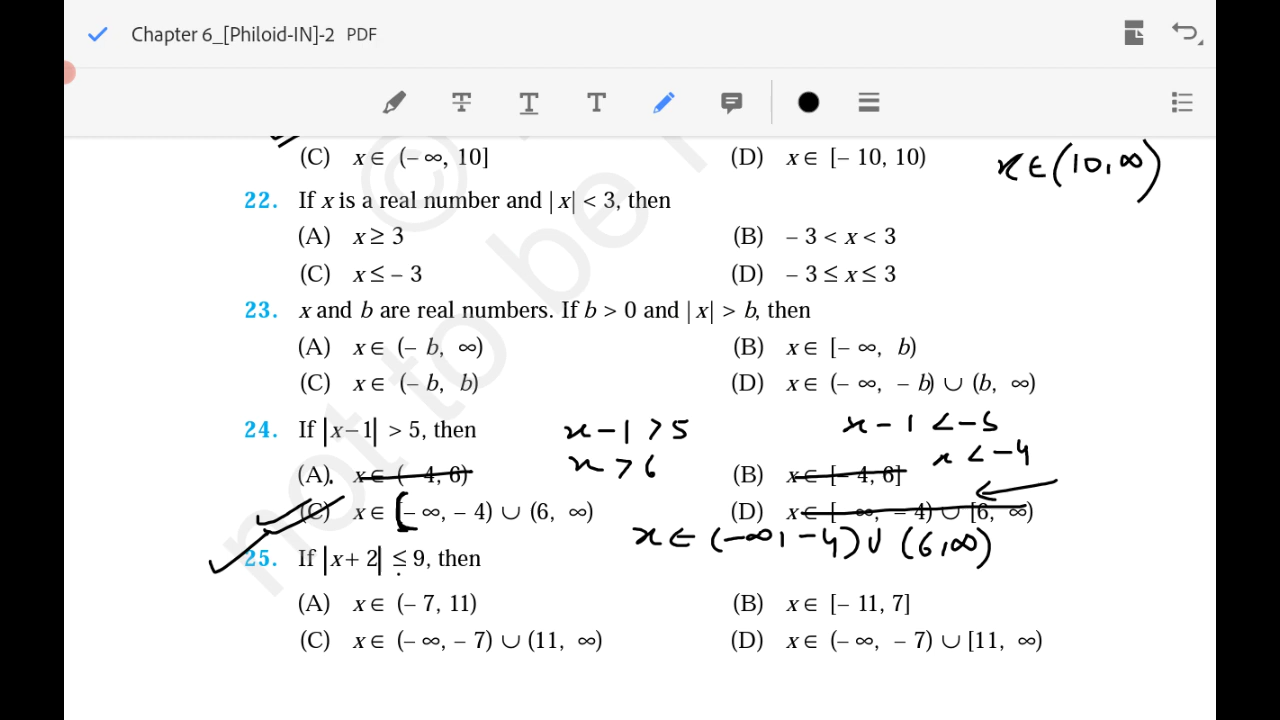 Chapter 6_[Philoid-IN]-2 PDF
T T T
(C) x ∈ (– ∞, 10] (D) x ∈ [– 10, 10) x ∈ (10, ∞)
22. If x is a real number and |x| < 3, then
(A) x ≥ 3 (B) – 3 < x < 3
(C) x ≤ – 3 (D) – 3 ≤ x ≤ 3
23. x and b are real numbers. If b > 0 and |x| > b, then
(A) x ∈ (– b, ∞) (B) x ∈ [– ∞, b)
(C) x ∈ (– b, b) (D) x ∈ (– ∞, – b) ∪ (b, ∞)
24. If |x–1| > 5, then x – 1 > 5 x – 1 < – 5
x > 6 x < –4
(A) x ∈ (– 4, 6) (B) x ∈ [– 4, 6]
(C) x ∈ [– ∞, – 4) ∪ (6, ∞) (D) x ∈ [– ∞, – 4) ∪ [6, ∞)
x ∈ (–∞, –4) ∪ (6, ∞)
25. If |x+ 2| ≤ 9, then
(A) x ∈ (– 7, 11) (B) x ∈ [– 11, 7]
(C) x ∈ (– ∞, – 7) ∪ (11, ∞) (D) x ∈ (– ∞, – 7) ∪ [11, ∞)
©
not to be